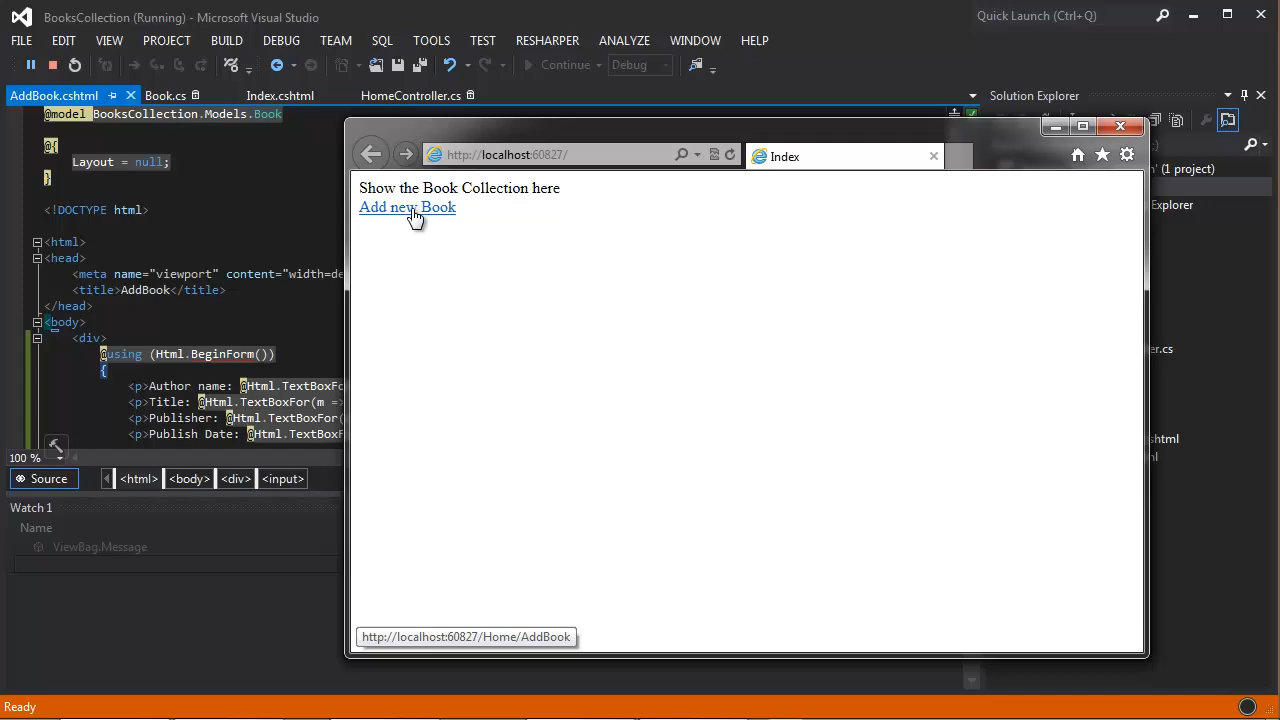 BooksCollection (Running) - Microsoft Visual Studio
Quick Launch (Ctrl+Q)
FILE EDIT VIEW PROJECT BUILD DEBUG TEAM SQL TOOLS TEST RESHARPER ANALYZE WINDOW HELP
Continue Debug
AddBook.cshtml Book.cs Index.cshtml HomeController.cs
Solution Explorer
@model BooksCollection.Models.Book
@{
Layout = null;
}
<!DOCTYPE html>
<html>
<head>
<meta name="viewport" content="width=de
<title>AddBook</title>
</head>
<body>
<div>
@using (Html.BeginForm())
{
<p>Author name: @Html.TextBoxFo
<p>Title: @Html.TextBoxFor(m =>
<p>Publisher: @Html.TextBoxFor(
<p>Publish Date: @Html.TextBoxF
100 %
Source <html> <body> <div> <input>
Watch 1
Name
ViewBag.Message
http://localhost:60827/
Index
Show the Book Collection here
Add new Book
http://localhost:60827/Home/AddBook
' (1 project)
Explorer
er.cs
shtml
ml
Ready